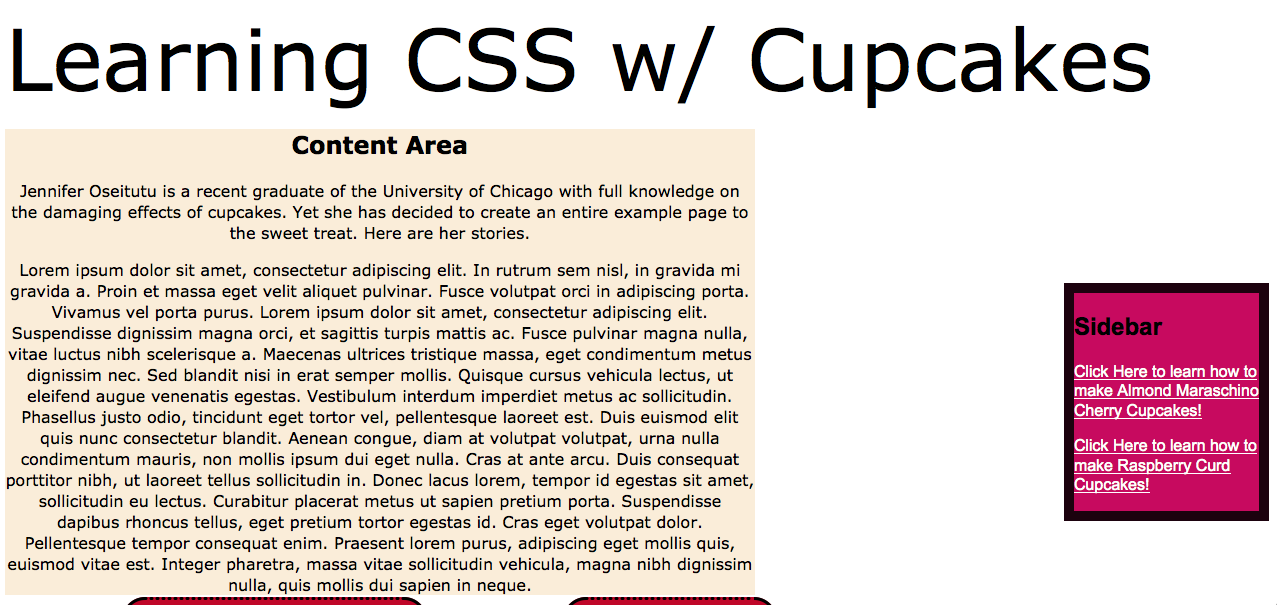 Learning CSS w/ Cupcakes
Content Area
Jennifer Oseitutu is a recent graduate of the University of Chicago with full knowledge on
the damaging effects of cupcakes. Yet she has decided to create an entire example page to
the sweet treat. Here are her stories.
Lorem ipsum dolor sit amet, consectetur adipiscing elit. In rutrum sem nisl, in gravida mi
gravida a. Proin et massa eget velit aliquet pulvinar. Fusce volutpat orci in adipiscing porta.
Vivamus vel porta purus. Lorem ipsum dolor sit amet, consectetur adipiscing elit.
Suspendisse dignissim magna orci, et sagittis turpis mattis ac. Fusce pulvinar magna nulla,
vitae luctus nibh scelerisque a. Maecenas ultrices tristique massa, eget condimentum metus
dignissim nec. Sed blandit nisi in erat semper mollis. Quisque cursus vehicula lectus, ut
eleifend augue venenatis egestas. Vestibulum interdum imperdiet metus ac sollicitudin.
Phasellus justo odio, tincidunt eget tortor vel, pellentesque laoreet est. Duis euismod elit
quis nunc consectetur blandit. Aenean congue, diam at volutpat volutpat, urna nulla
condimentum mauris, non mollis ipsum dui eget nulla. Cras at ante arcu. Duis consequat
porttitor nibh, ut laoreet tellus sollicitudin in. Donec lacus lorem, tempor id egestas sit amet,
sollicitudin eu lectus. Curabitur placerat metus ut sapien pretium porta. Suspendisse
dapibus rhoncus tellus, eget pretium tortor egestas id. Cras eget volutpat dolor.
Pellentesque tempor consequat enim. Praesent lorem purus, adipiscing eget mollis quis,
euismod vitae est. Integer pharetra, massa vitae sollicitudin vehicula, magna nibh dignissim
nulla, quis mollis dui sapien in neque.
Sidebar
Click Here to learn how to
make Almond Maraschino
Cherry Cupcakes!
Click Here to learn how to
make Raspberry Curd
Cupcakes!